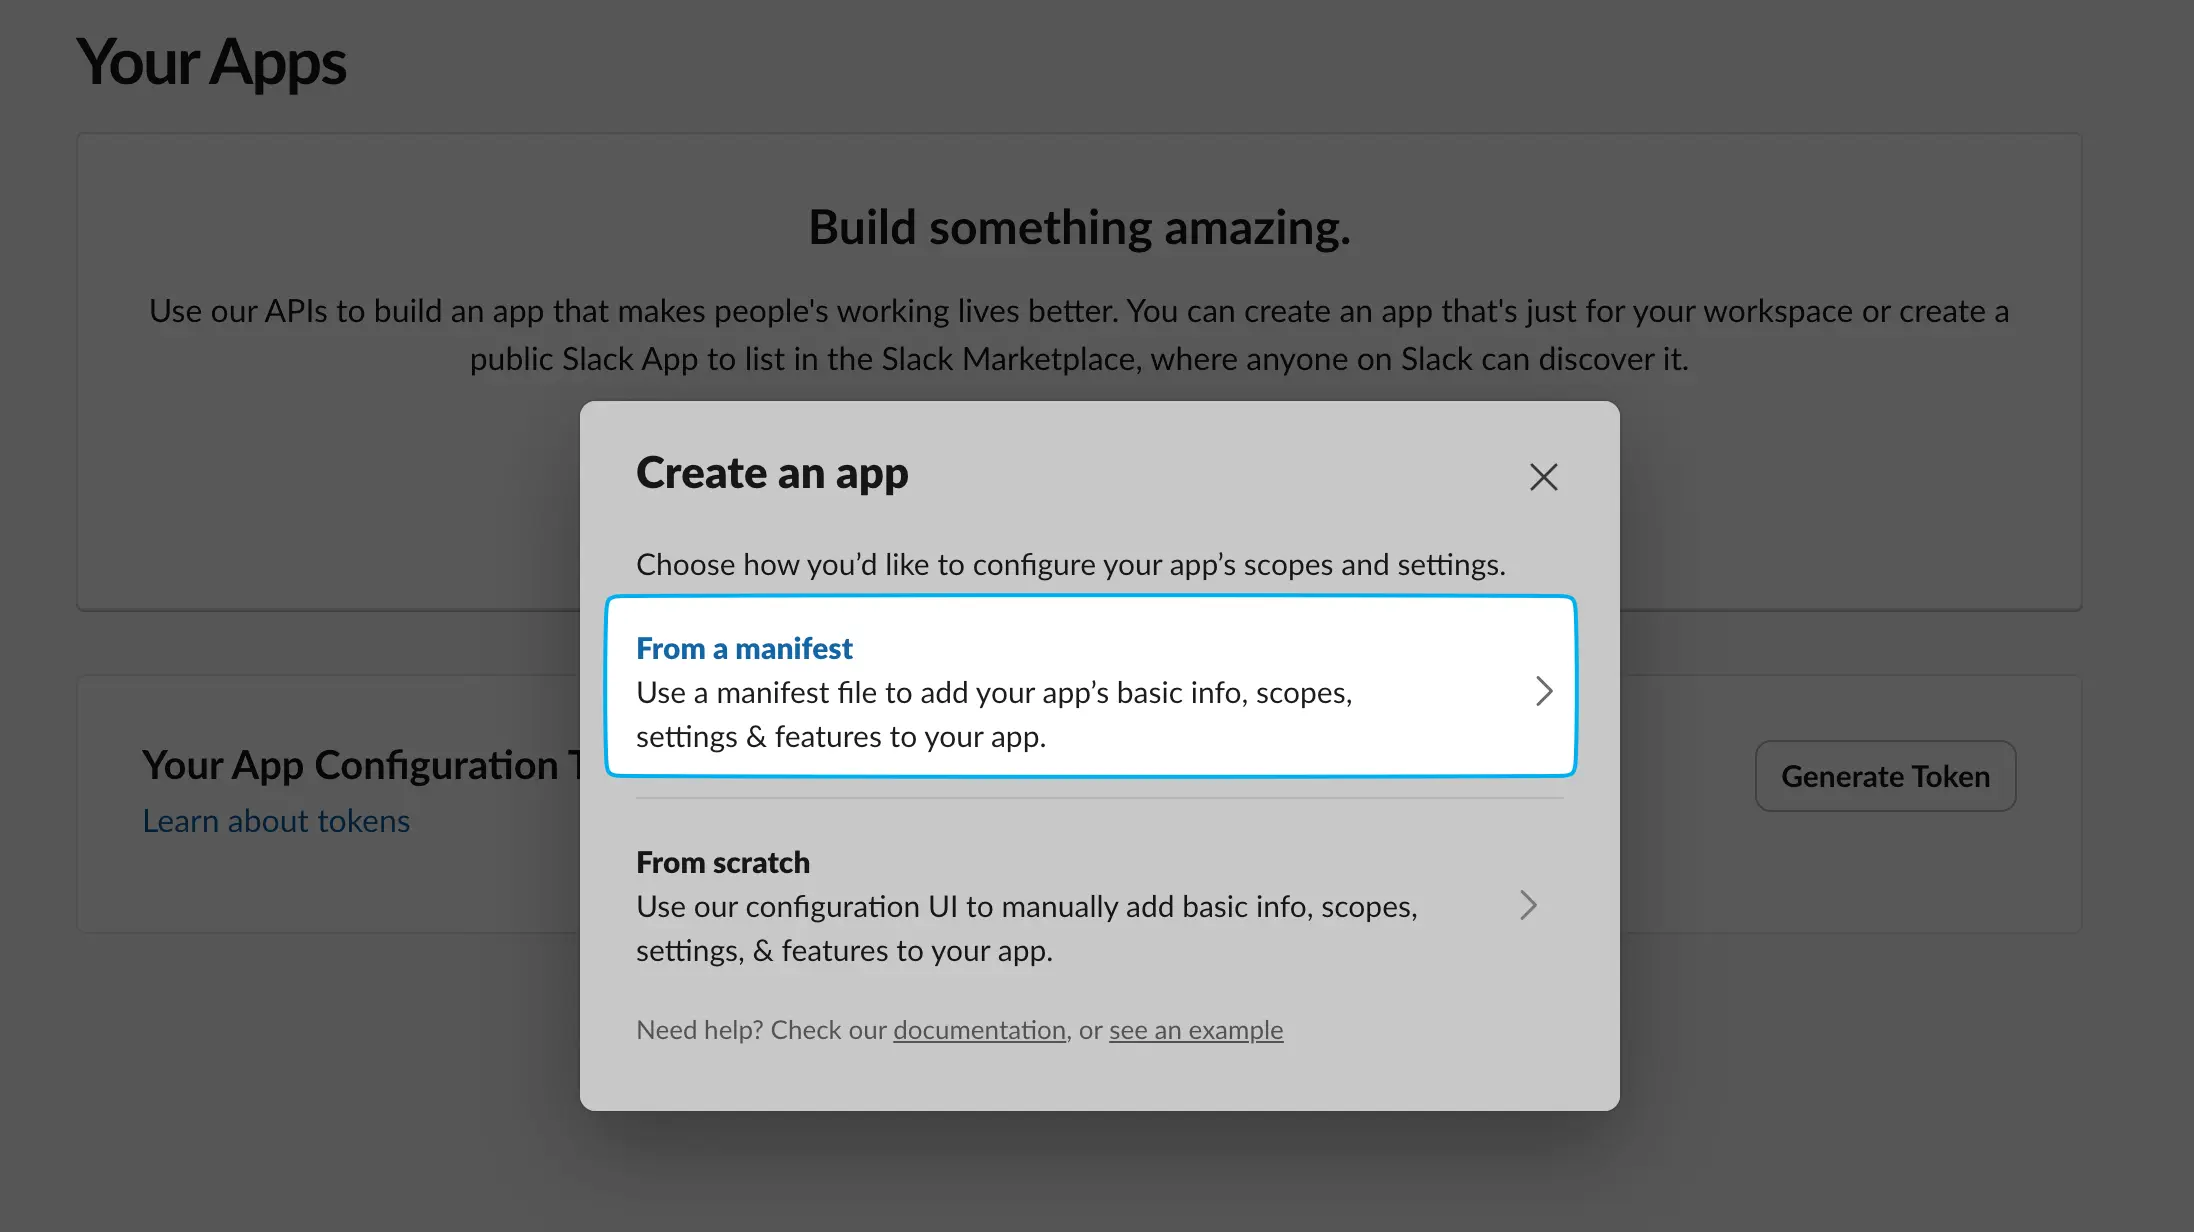 Your Apps
Build something amazing.
Use our APIs to build an app that makes people's working lives better. You can create an app that's just for your workspace or create a
public Slack App to list in the Slack Marketplace, where anyone on Slack can discover it.
Create an app
Choose how you’d like to configure your app’s scopes and settings.
From a manifest
Use a manifest file to add your app’s basic info, scopes,
settings & features to your app.
From scratch
Use our configuration UI to manually add basic info, scopes,
settings, & features to your app.
Need help? Check our documentation, or see an example
Your App Configuration
Learn about tokens
Generate Token